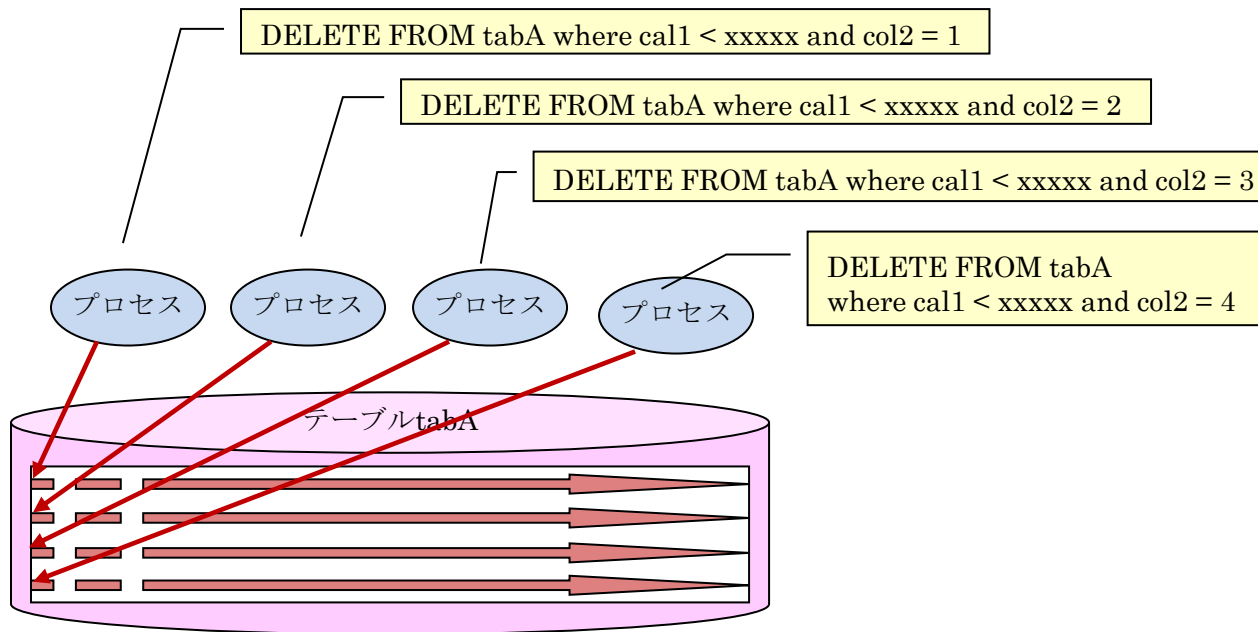 DELETE FROM tabA where cal1 < xxxxx and col2 = 1
DELETE FROM tabA where cal1 < xxxxx and col2 = 2
DELETE FROM tabA where cal1 < xxxxx and col2 = 3
DELETE FROM tabA
where cal1 < xxxxx and col2 = 4
プロセス
プロセス
プロセス
プロセス
テーブルtabA